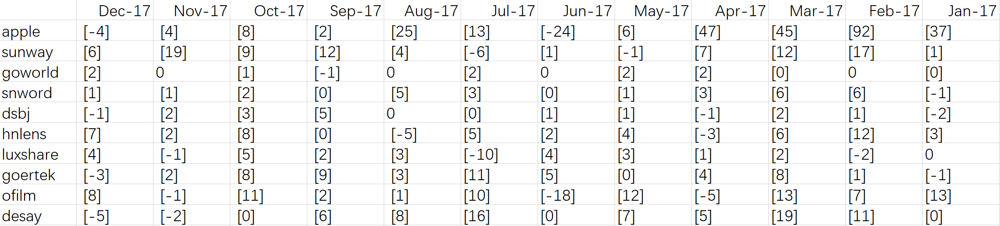 Dec-17 Nov-17 Oct-17 Sep-17 Aug-17 Jul-17 Jun-17 May-17 Apr-17 Mar-17 Feb-17 Jan-17
apple [-4] [4] [8] [2] [25] [13] [-24] [6] [47] [45] [92] [37]
sunway [6] [19] [9] [12] [4] [-6] [1] [-1] [7] [12] [17] [1]
goworld [2] 0 [1] [-1] 0 [2] 0 [2] [2] [0] 0 [0]
snword [1] [1] [2] [0] [5] [3] [0] [1] [3] [6] [6] [-1]
dsbj [-1] [2] [3] [5] 0 [0] [1] [1] [-1] [2] [1] [-2]
hnlens [7] [2] [8] [0] [-5] [5] [2] [4] [-3] [6] [12] [3]
luxshare [4] [-1] [5] [2] [3] [-10] [4] [3] [1] [2] [-2] 0
goertek [-3] [2] [8] [9] [3] [11] [5] [0] [4] [8] [1] [-1]
ofilm [8] [-1] [11] [2] [1] [10] [-18] [12] [-5] [13] [7] [13]
desay [-5] [-2] [0] [6] [8] [16] [0] [7] [5] [19] [11] [0]